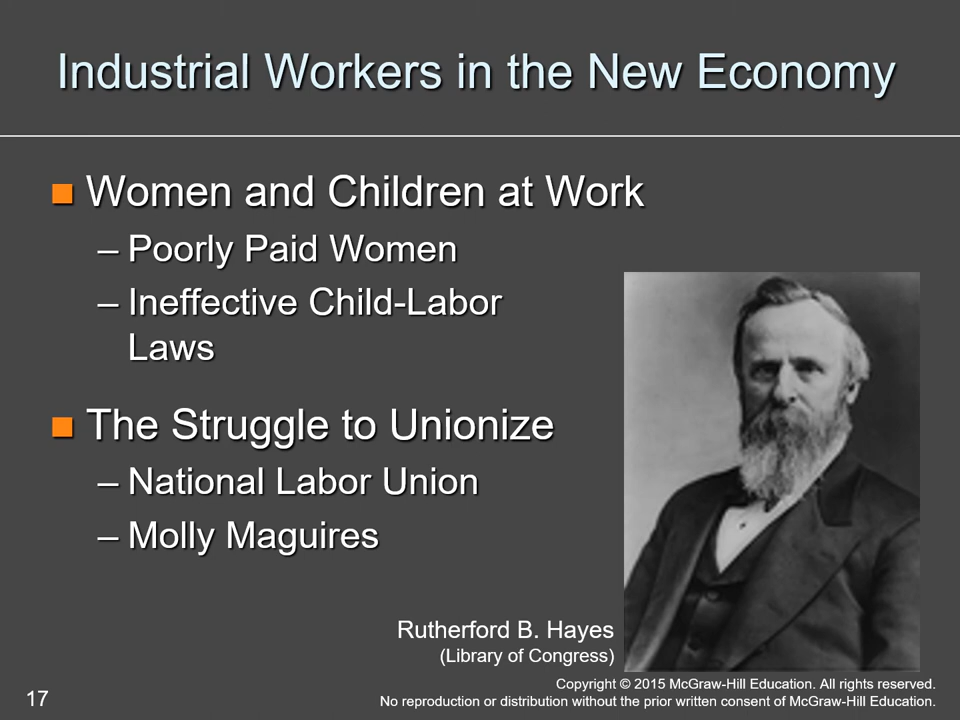 Industrial Workers in the New Economy
Women and Children at Work
– Poorly Paid Women
– Ineffective Child-Labor
Laws
The Struggle to Unionize
– National Labor Union
– Molly Maguires
Rutherford B. Hayes
(Library of Congress)
17
Copyright © 2015 McGraw-Hill Education. All rights reserved.
No reproduction or distribution without the prior written consent of McGraw-Hill Education.